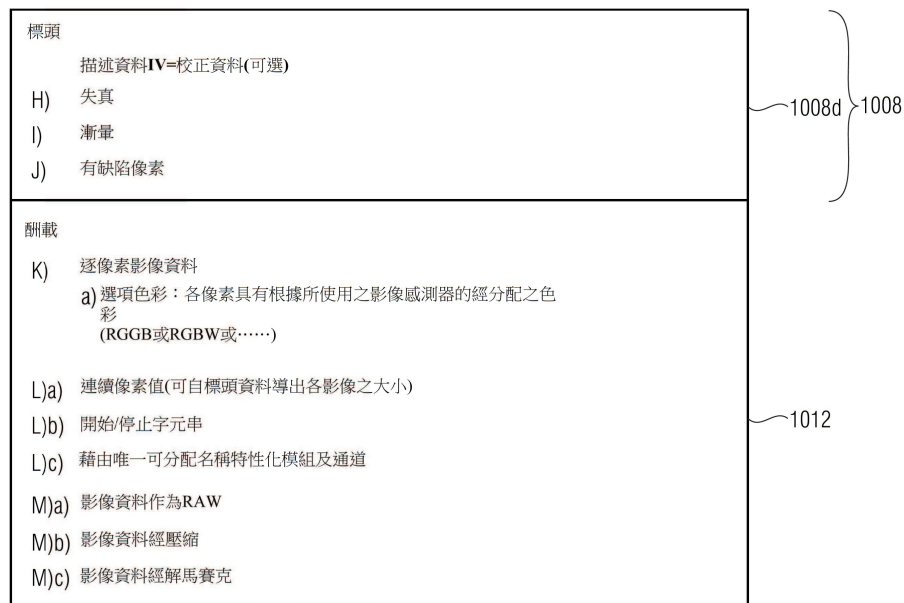 標頭
描述資料IV=校正資料(可選)
H) 失真
I) 漸暈
J) 有缺陷像素
1008d
1008
酬載
K) 逐像素影像資料
a) 選項色彩：各像素具有根據所使用之影像感測器的經分配之色
彩
(RGGB或RGBW或⋯⋯)
L)a) 連續像素值(可自標頭資料導出各影像之大小)
L)b) 開始/停止字元串
1012
L)c) 藉由唯一可分配名稱特性化模組及通道
M)a) 影像資料作為RAW
M)b) 影像資料經壓縮
M)c) 影像資料經解馬賽克